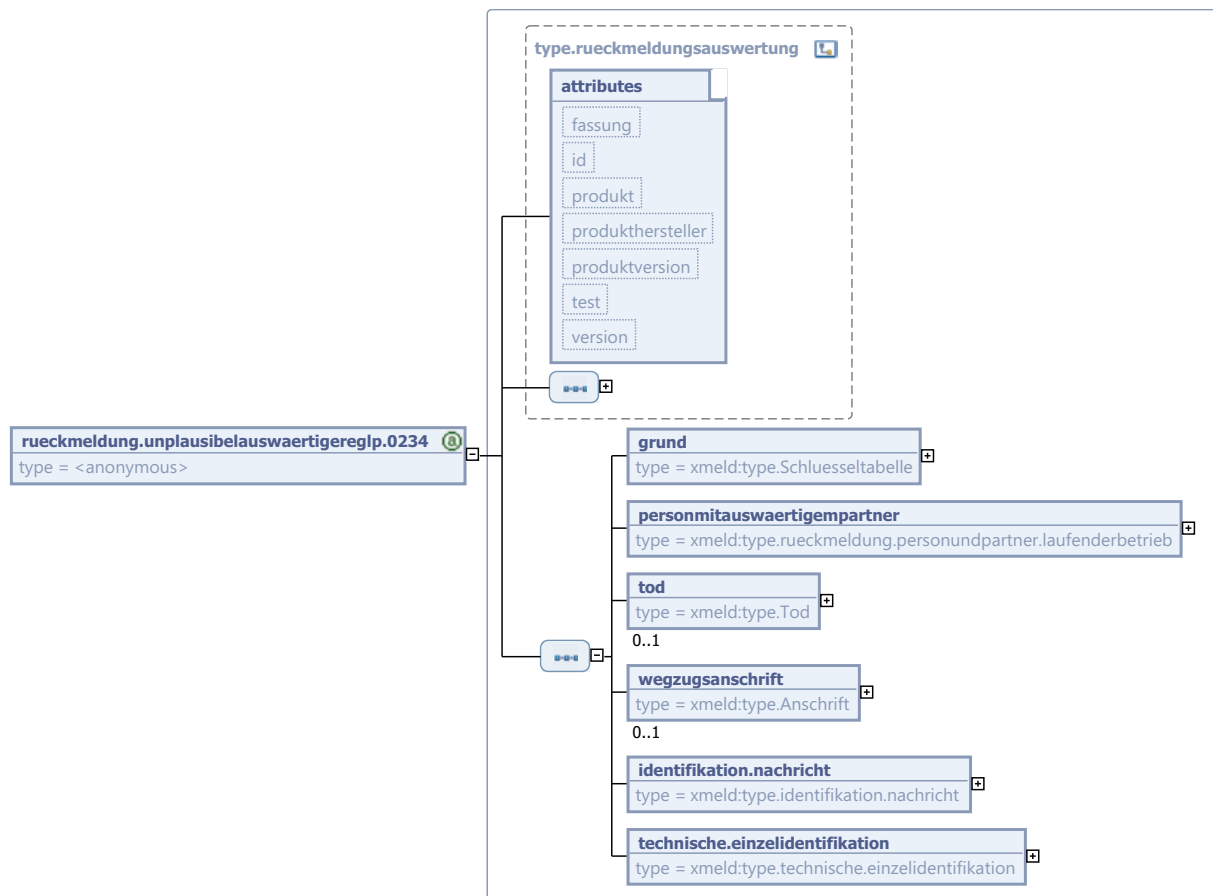 type.rueckmeldungsauswertung
attributes
fassung
id
produkt
produkthersteller
produktversion
test
version
rueckmeldung.unplausibelauswaertigereglp.0234
type = <anonymous>
grund
type = xmeld:type.Schluesseltabelle
personmitauswaertigempartner
type = xmeld:type.rueckmeldung.personundpartner.laufenderbetrieb
tod
type = xmeld:type.Tod
0..1
wegzugsanschrift
type = xmeld:type.Anschrift
0..1
identifikation.nachricht
type = xmeld:type.identifikation.nachricht
technische.einzelidentifikation
type = xmeld:type.technische.einzelidentifikation